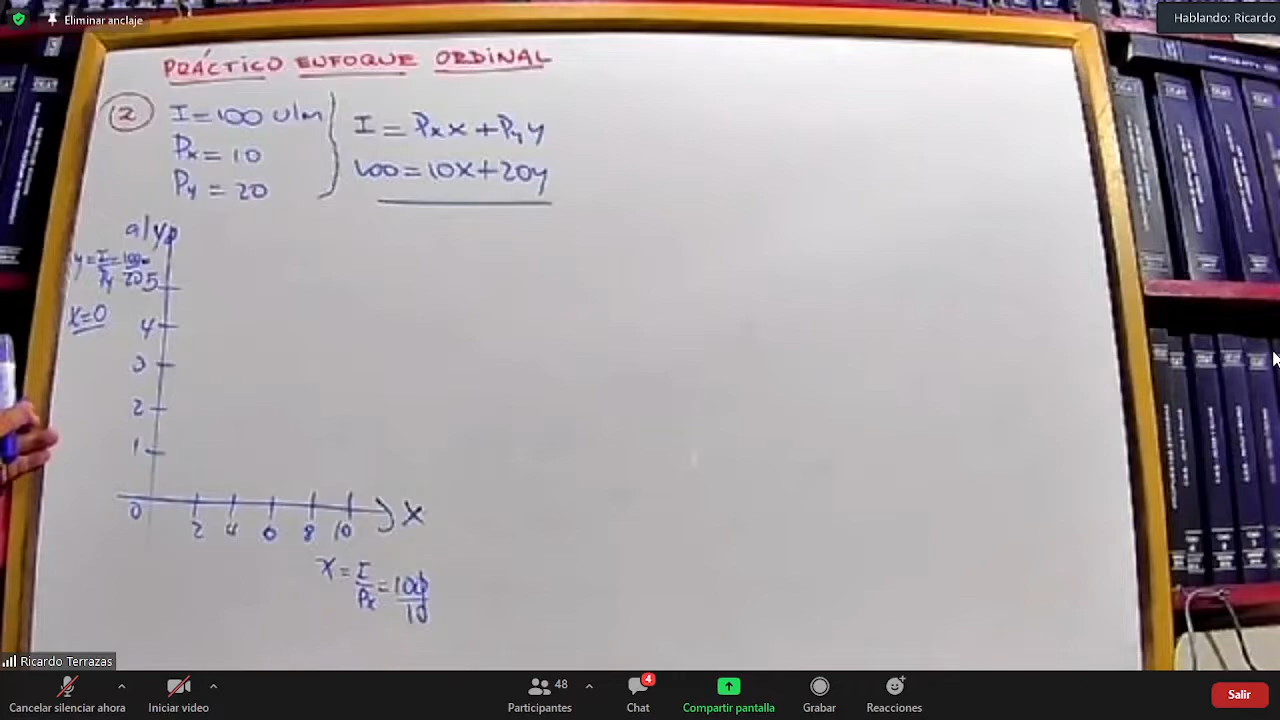 Eliminar anclaje
Hablando: Ricardo
PRÁCTICO ENFOQUE ORDINAL
2
I = 100 u/m
Px = 10
Py = 20
I = Px x + Py y
100 = 10x + 20y
a/ y
y = I/Py = 100/20
5
x=0
4
3
2
1
0
2 4 6 8 10
X
x = I/Px = 100/10
Ricardo Terrazas
48
4
Cancelar silenciar ahora
Iniciar video
Participantes
Chat
Compartir pantalla
Grabar
Reacciones
Salir